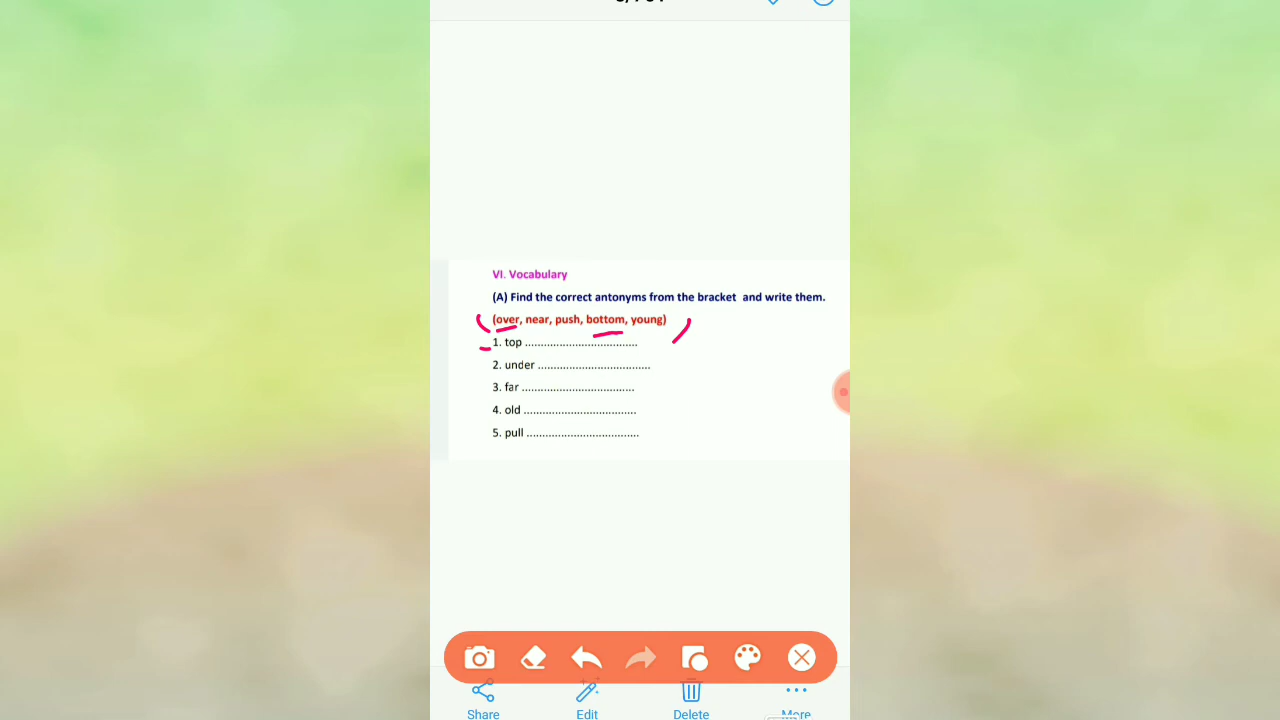 VI. Vocabulary
(A) Find the correct antonyms from the bracket and write them.
(over, near, push, bottom, young)
1. top ...................................
2. under ...................................
3. far ...................................
4. old ...................................
5. pull ...................................
Share Edit Delete More